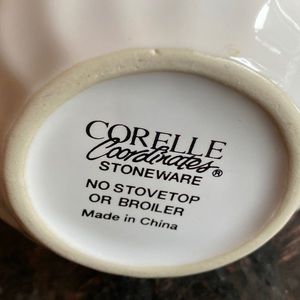 CORELLE
Coordinates®
STONEWARE
NO STOVETOP
OR BROILER
Made in China